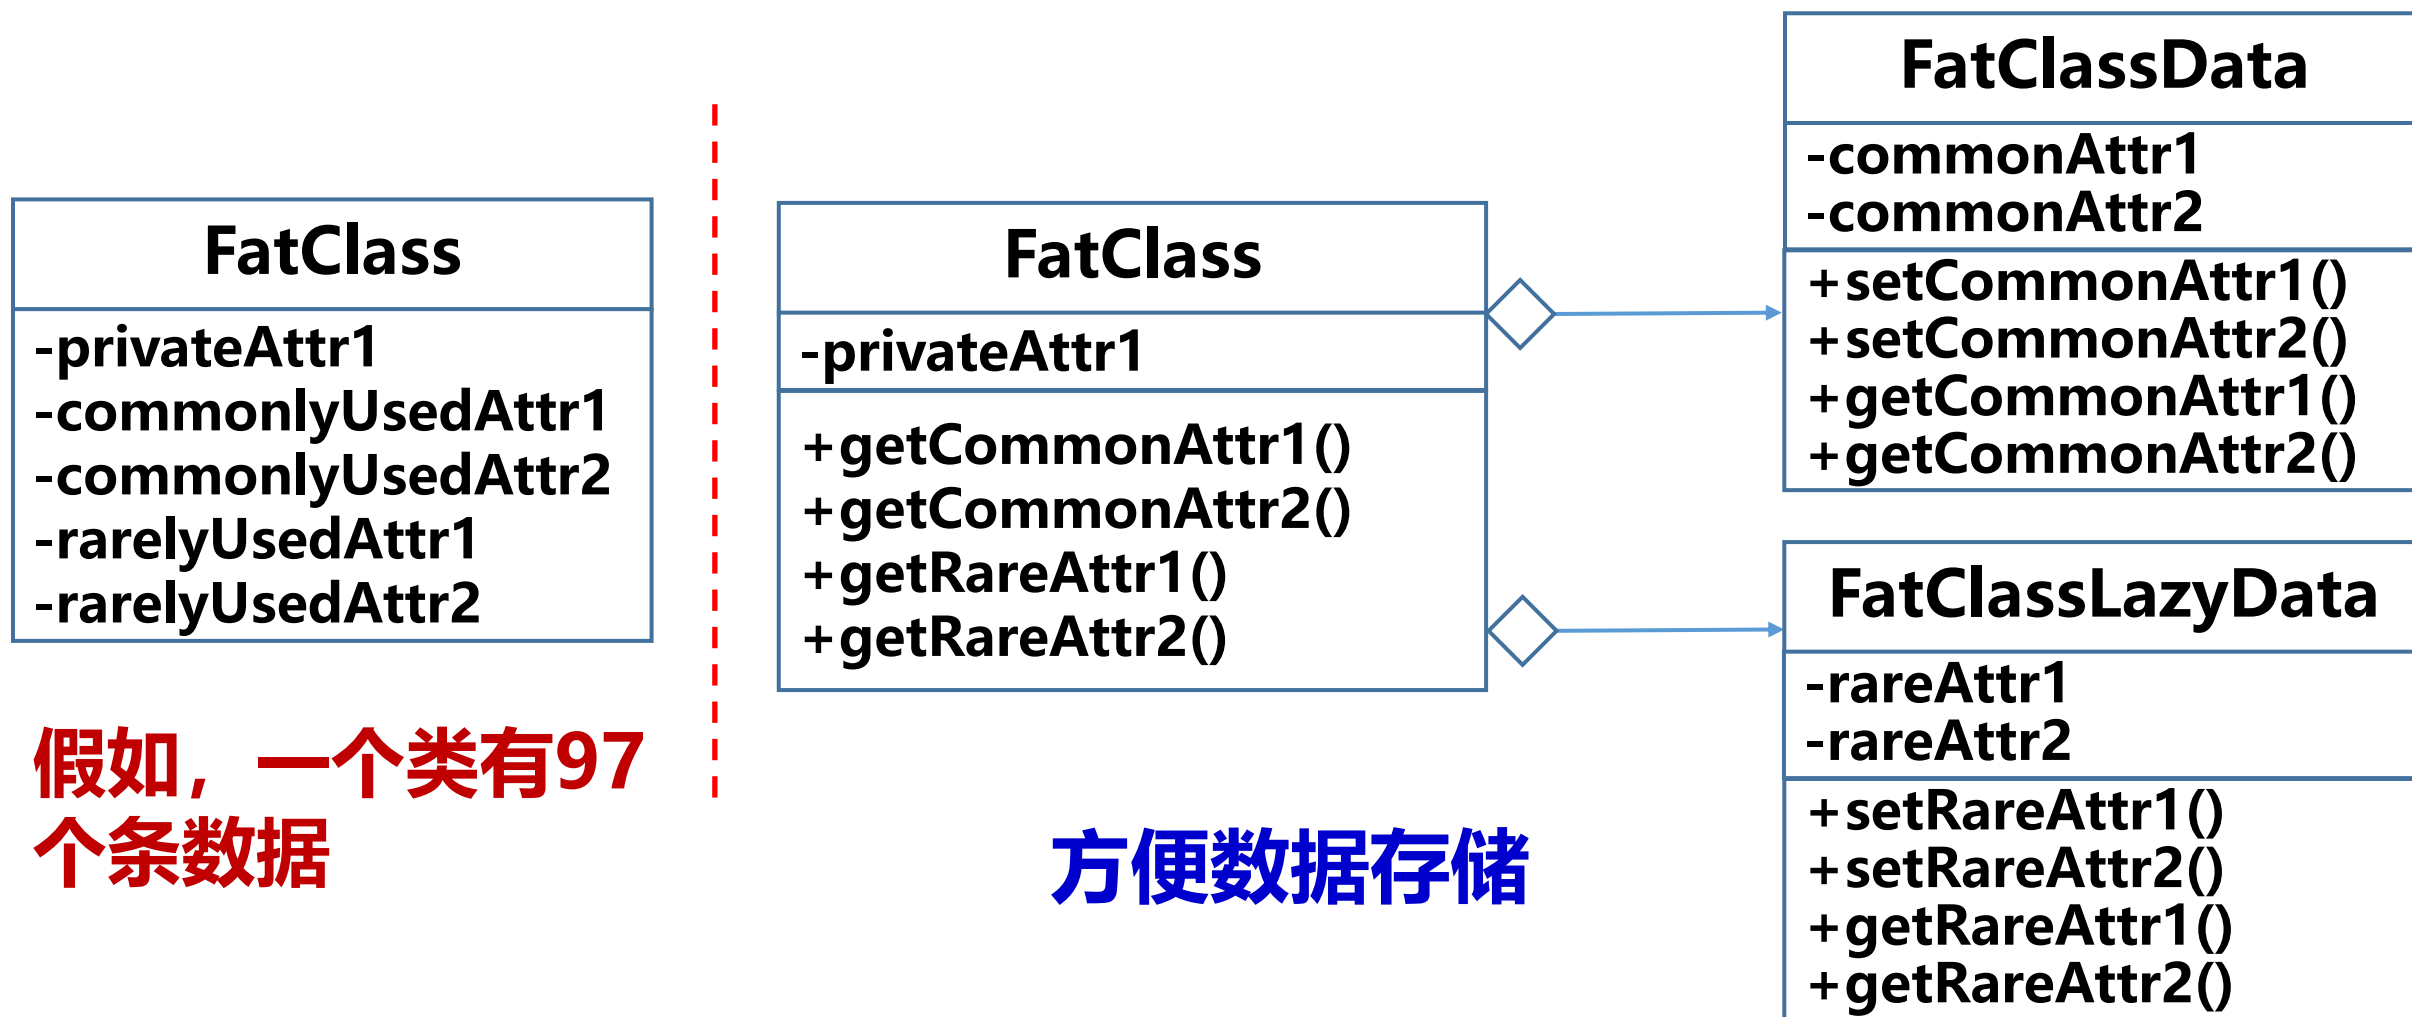 FatClass
-privateAttr1
-commonlyUsedAttr1
-commonlyUsedAttr2
-rarelyUsedAttr1
-rarelyUsedAttr2
假如，一个类有97
个条数据
FatClass
-privateAttr1
+getCommonAttr1()
+getCommonAttr2()
+getRareAttr1()
+getRareAttr2()
方便数据存储
FatClassData
-commonAttr1
-commonAttr2
+setCommonAttr1()
+setCommonAttr2()
+getCommonAttr1()
+getCommonAttr2()
FatClassLazyData
-rareAttr1
-rareAttr2
+setRareAttr1()
+setRareAttr2()
+getRareAttr1()
+getRareAttr2()